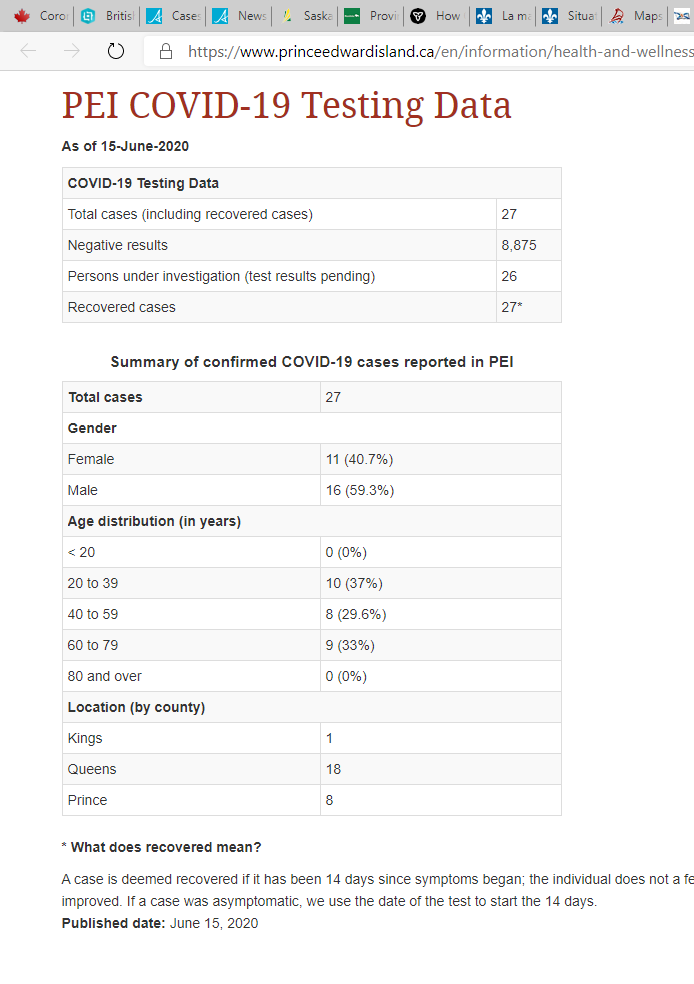 Coror Britisl Case: News Saska Provi How La ma Situat Maps
https://www.princeedwardisland.ca/en/information/health-and-wellness
PEI COVID-19 Testing Data
As of 15-June-2020
COVID-19 Testing Data
Total cases (including recovered cases) 27
Negative results 8,875
Persons under investigation (test results pending) 26
Recovered cases 27*
Summary of confirmed COVID-19 cases reported in PEI
Total cases 27
Gender
Female 11 (40.7%)
Male 16 (59.3%)
Age distribution (in years)
< 20 0 (0%)
20 to 39 10 (37%)
40 to 59 8 (29.6%)
60 to 79 9 (33%)
80 and over 0 (0%)
Location (by county)
Kings 1
Queens 18
Prince 8
* What does recovered mean?
A case is deemed recovered if it has been 14 days since symptoms began; the individual does not a fe
improved. If a case was asymptomatic, we use the date of the test to start the 14 days.
Published date: June 15, 2020